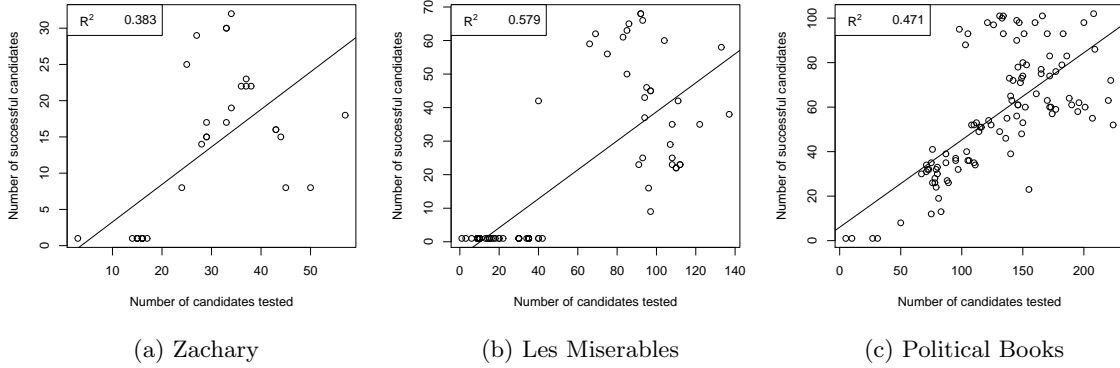 R² 0.383
30
25
20
15
10
5
0
10 20 30 40 50
Number of successful candidates
Number of candidates tested
(a) Zachary
R² 0.579
70
60
50
40
30
20
10
0
0 20 40 60 80 100 120 140
Number of successful candidates
Number of candidates tested
(b) Les Miserables
R² 0.471
100
80
60
40
20
0
0 50 100 150 200
Number of successful candidates
Number of candidates tested
(c) Political Books